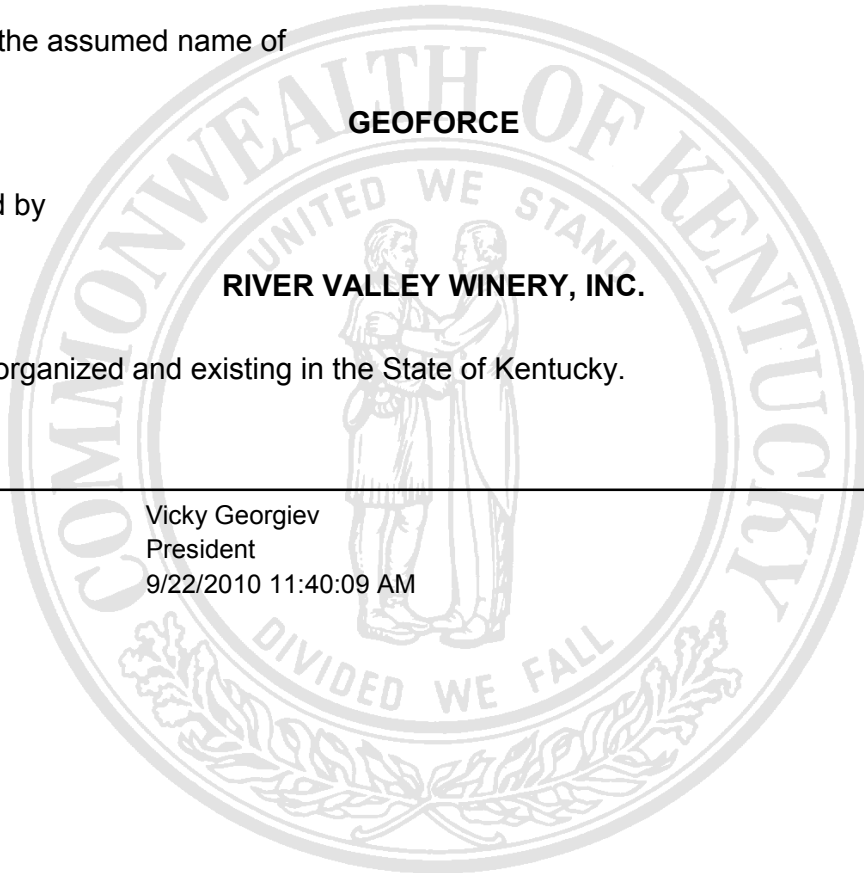 the assumed name of
GEOFORCE
d by
RIVER VALLEY WINERY, INC.
organized and existing in the State of Kentucky.
Vicky Georgiev
President
9/22/2010 11:40:09 AM
COMMONWEALTH OF KENTUCKY
UNITED WE STAND
DIVIDED WE FALL